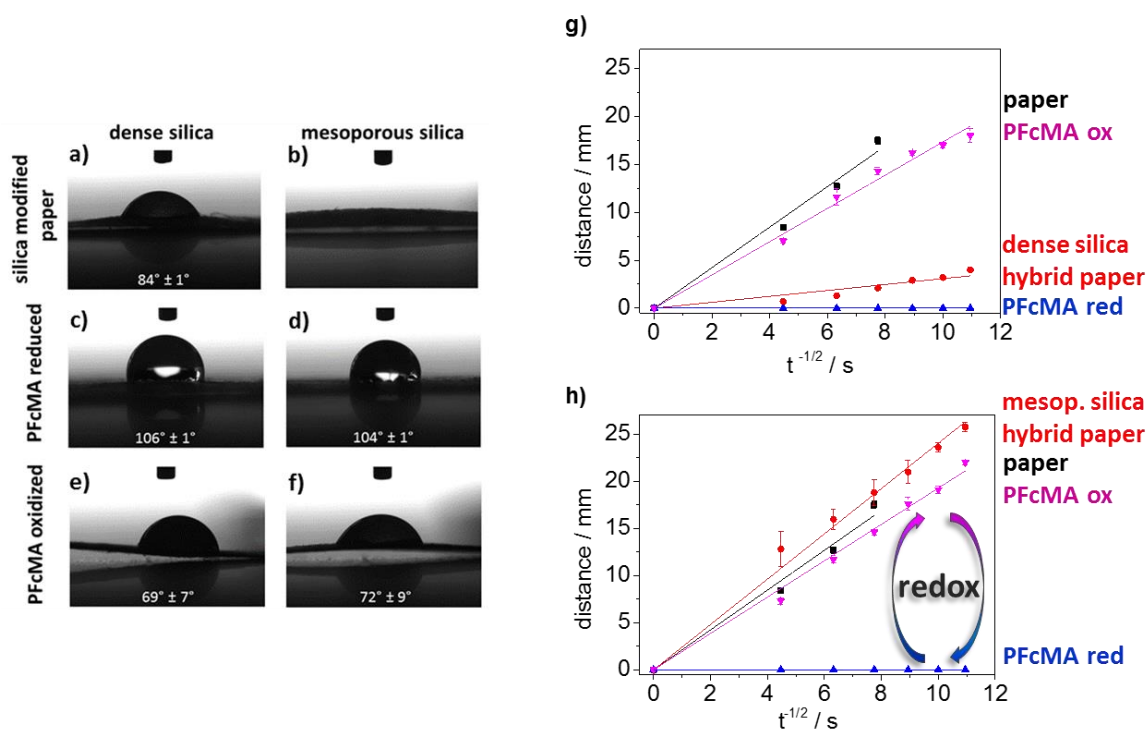 dense silica
mesoporous silica
silica modified
paper
a)
84° ± 1°
b)
PFcMA reduced
c)
106° ± 1°
d)
104° ± 1°
PFcMA oxidized
e)
69° ± 7°
f)
72° ± 9°
g)
25
20
15
10
5
0
distance / mm
0
2
4
6
8
10
12
t^-1/2 / s
paper
PFcMA ox
dense silica
hybrid paper
PFcMA red
h)
25
20
15
10
5
0
distance / mm
0
2
4
6
8
10
12
t^-1/2 / s
mesop. silica
hybrid paper
paper
PFcMA ox
redox
PFcMA red